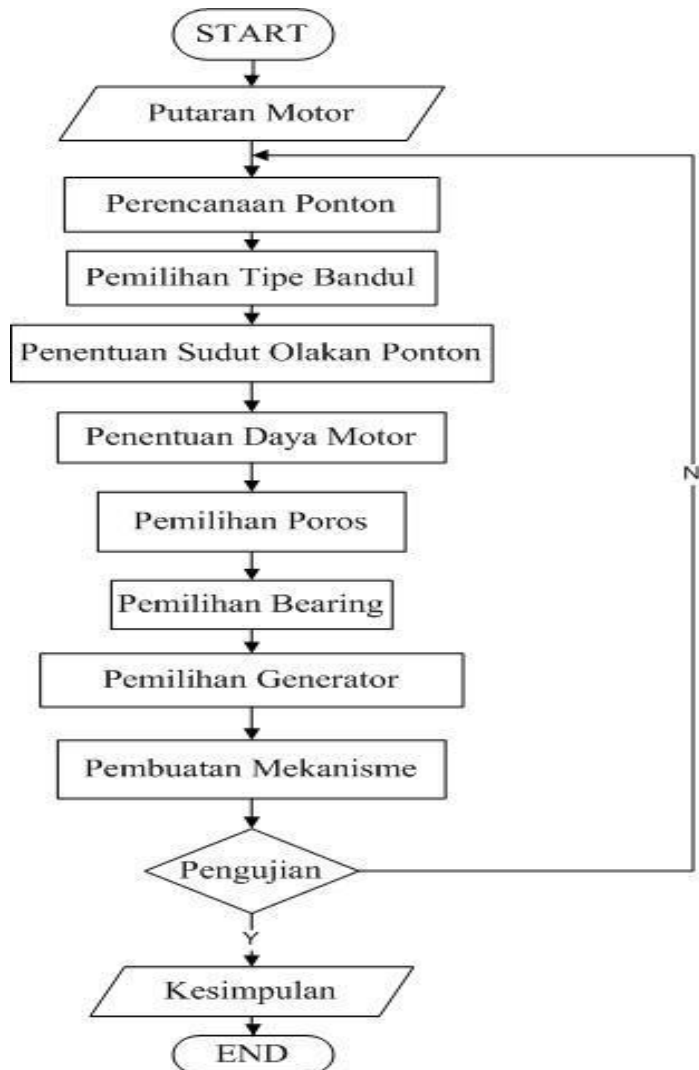 START
Putaran Motor
Perencanaan Ponton
Pemilihan Tipe Bandul
Penentuan Sudut Olakan Ponton
Penentuan Daya Motor
N
Pemilihan Poros
Pemilihan Bearing
Pemilihan Generator
Pembuatan Mekanisme
Pengujian
Y
Kesimpulan
END